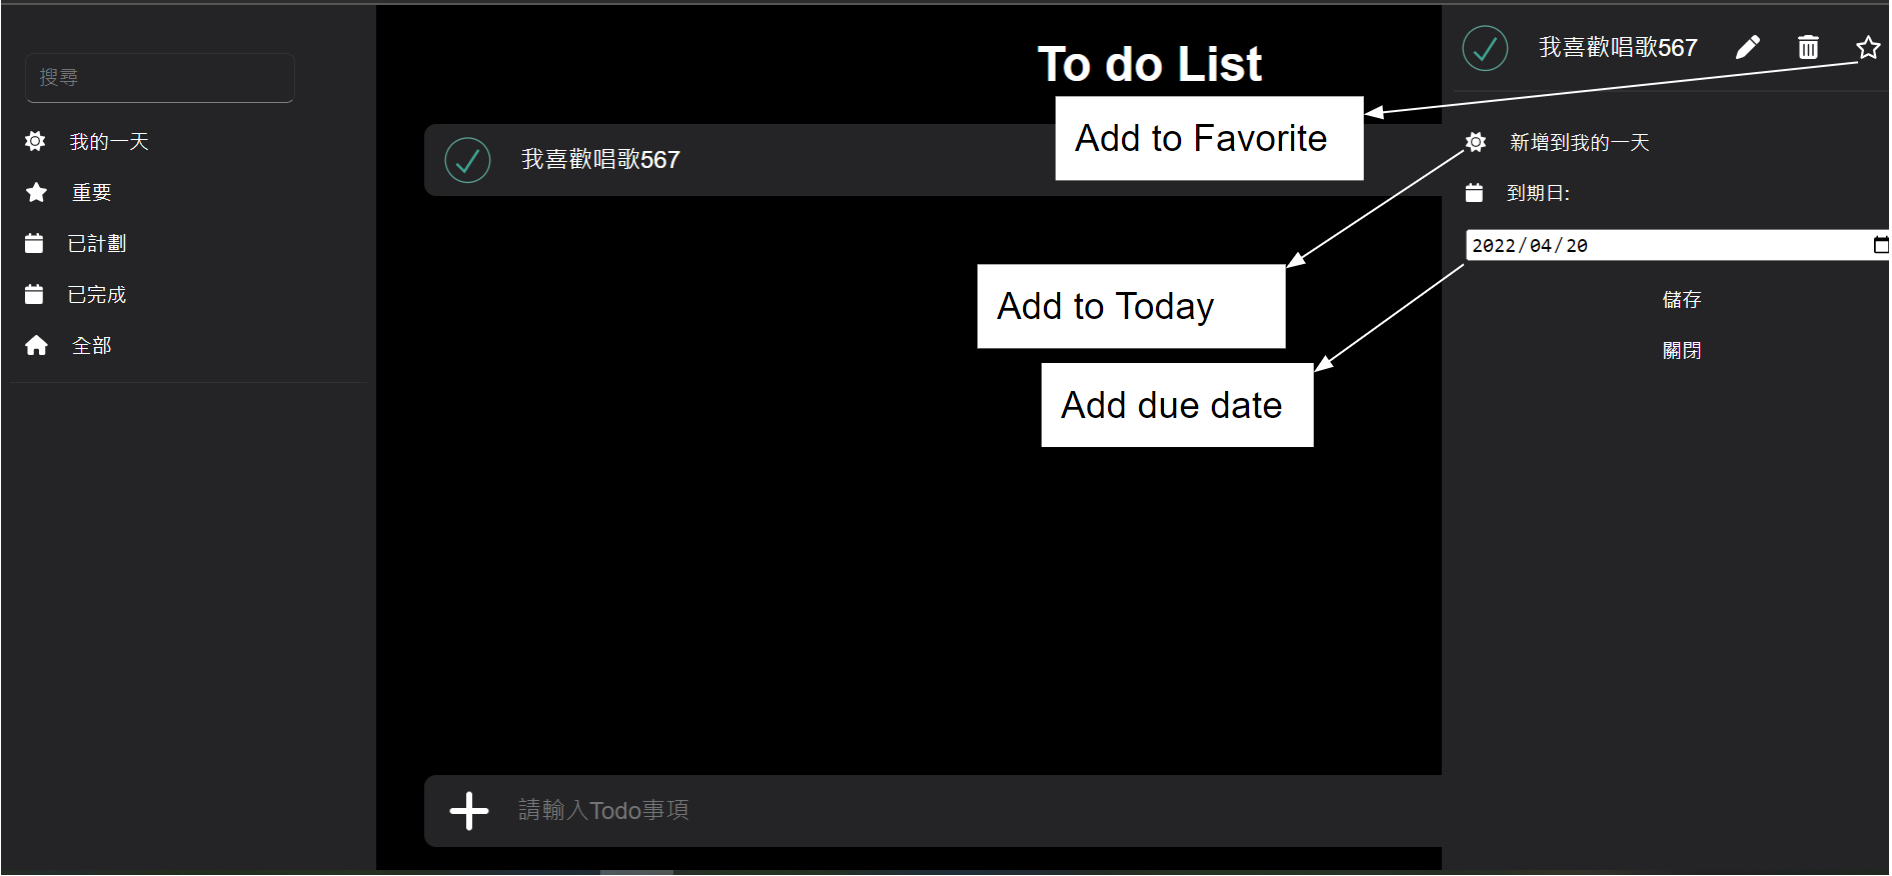 搜尋
我的一天
重要
已計劃
已完成
全部
To do List
我喜歡唱歌567
Add to Favorite
Add to Today
Add due date
請輸入Todo事項
我喜歡唱歌567
新增到我的一天
到期日:
2022/04/20
儲存
關閉